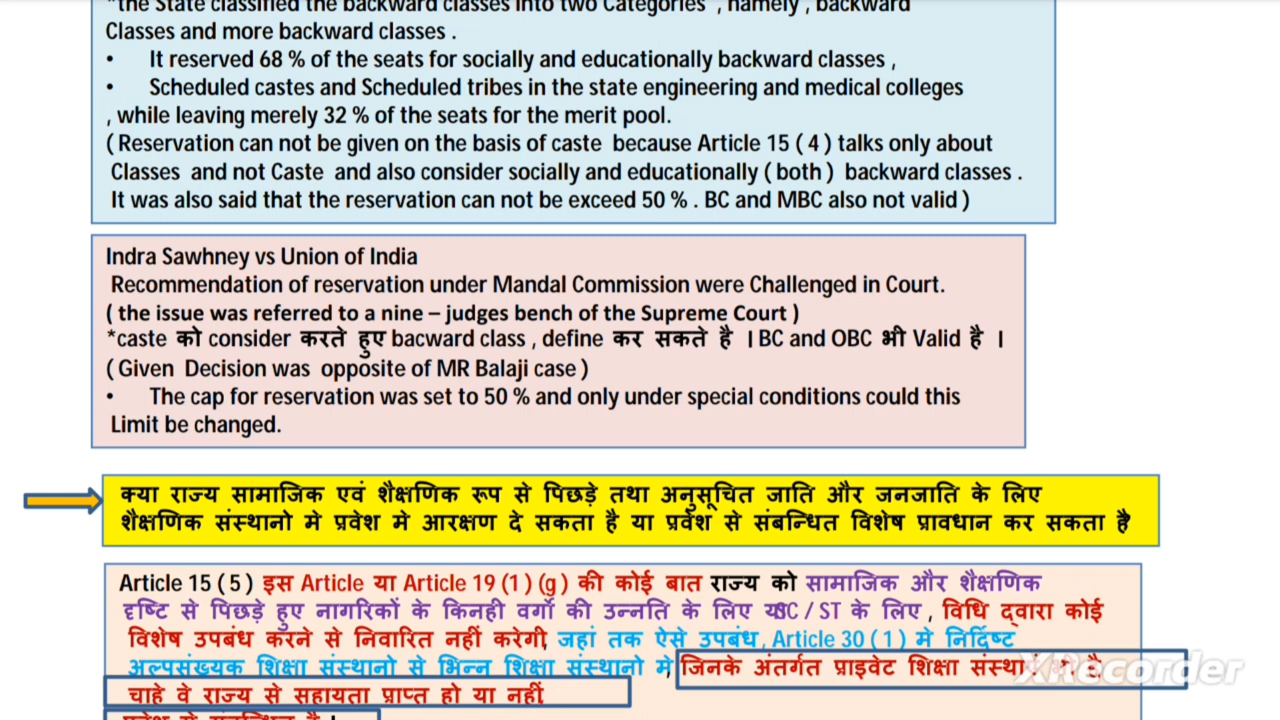 *the State classified the backward classes into two Categories , namely , backward
Classes and more backward classes .
• It reserved 68 % of the seats for socially and educationally backward classes ,
• Scheduled castes and Scheduled tribes in the state engineering and medical colleges
, while leaving merely 32 % of the seats for the merit pool.
( Reservation can not be given on the basis of caste because Article 15 ( 4 ) talks only about
Classes and not Caste and also consider socially and educationally ( both ) backward classes .
It was also said that the reservation can not be exceed 50 % . BC and MBC also not valid )
Indra Sawhney vs Union of India
Recommendation of reservation under Mandal Commission were Challenged in Court.
( the issue was referred to a nine – judges bench of the Supreme Court )
*caste को consider करते हुए bacward class , define कर सकते है । BC and OBC भी Valid है ।
( Given Decision was opposite of MR Balaji case )
• The cap for reservation was set to 50 % and only under special conditions could this
Limit be changed.
क्या राज्य सामाजिक एवं शैक्षणिक रूप से पिछड़े तथा अनुसूचित जाति और जनजाति के लिए
शैक्षणिक संस्थानो मे प्रवेश मे आरक्षण दे सकता है या प्रवेश से संबन्धित विशेष प्रावधान कर सकता है
Article 15 ( 5 ) इस Article या Article 19 ( 1 ) (g) की कोई बात राज्य को सामाजिक और शैक्षणिक
दृष्टि से पिछड़े हुए नागरिकों के किनही वर्गो की उन्नति के लिए या SC / ST के लिए , विधि द्वारा कोई
विशेष उपबंध करने से निवारित नहीं करेगी, जहां तक ऐसे उपबंध, Article 30 ( 1 ) मे निर्दिष्ट
अल्पसंख्यक शिक्षा संस्थानो से भिन्न शिक्षा संस्थानो मे, जिनके अंतर्गत प्राइवेट शिक्षा है,
XRecorder
चाहे वे राज्य से सहायता प्राप्त हो या नहीं,